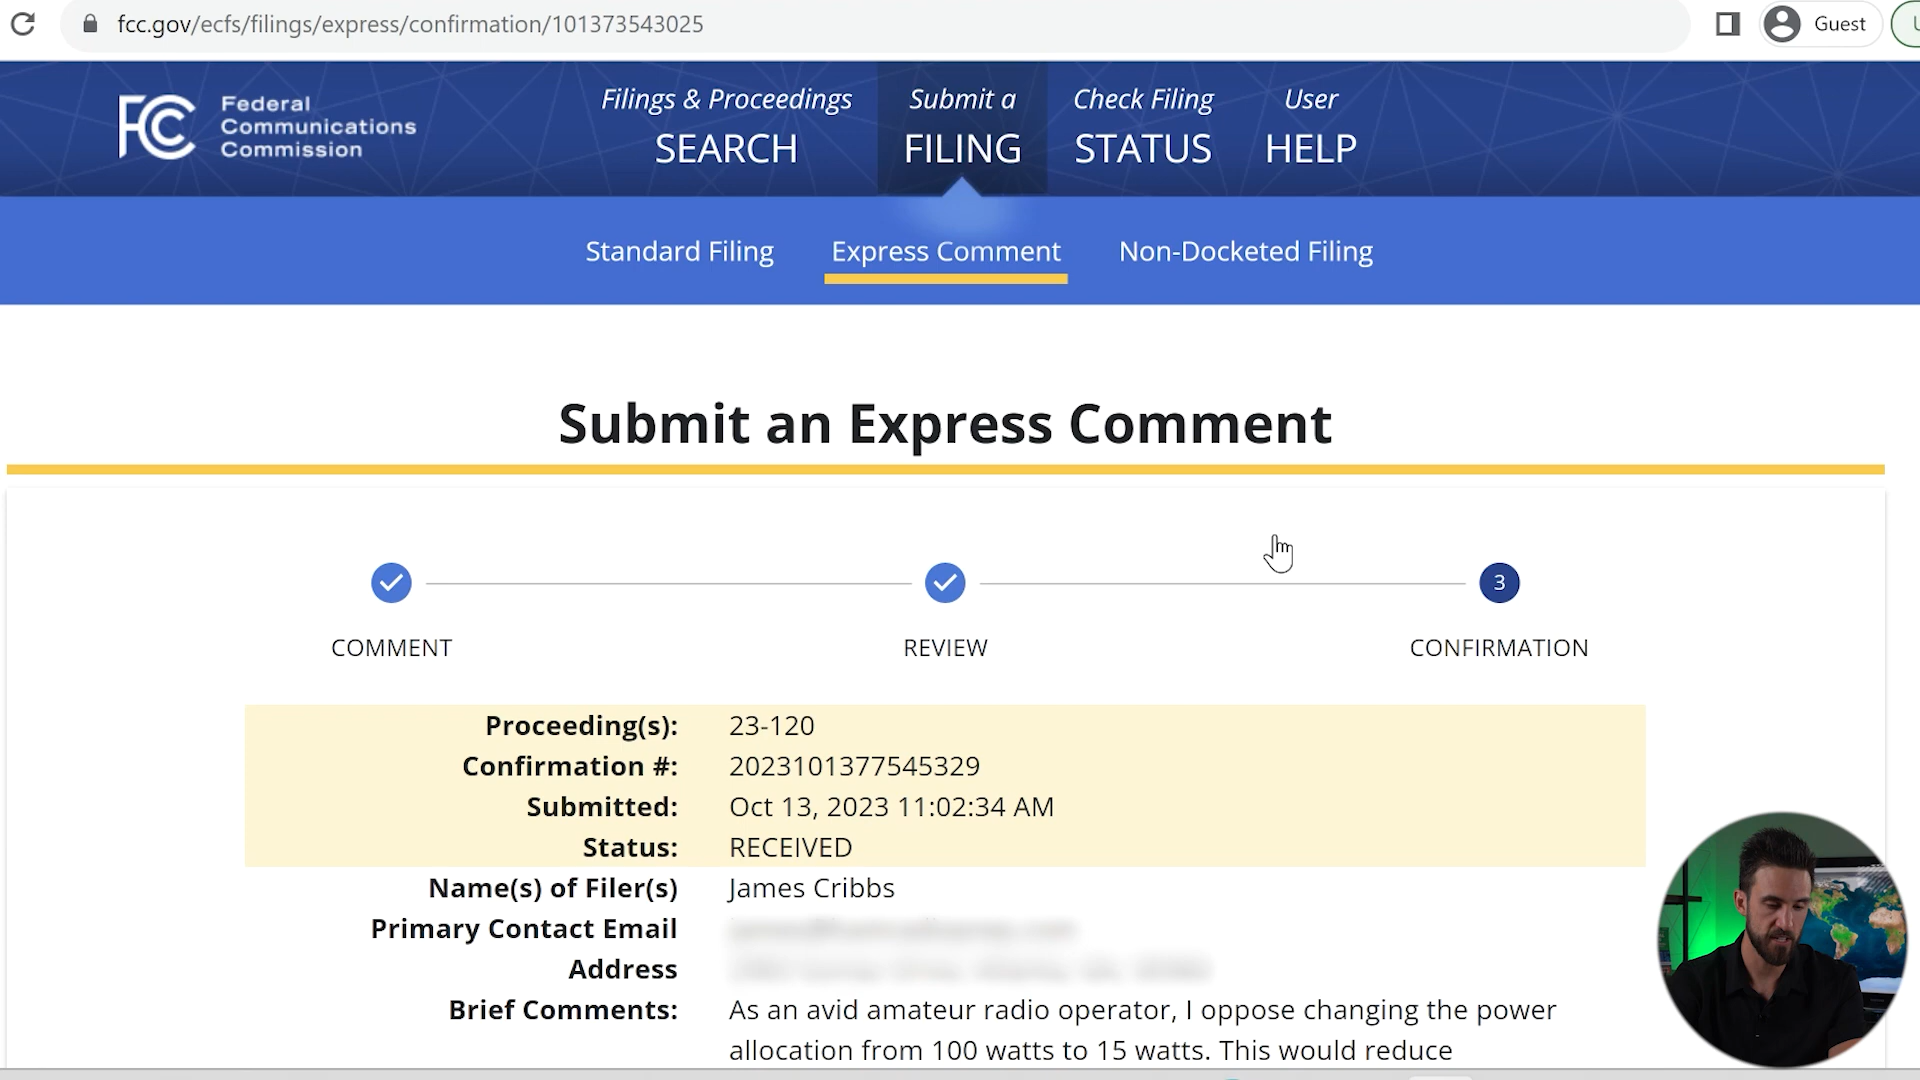 fcc.gov/ecfs/filings/express/confirmation/101373543025
Guest
Federal
Communications
Commission
Filings & Proceedings
SEARCH
Submit a
FILING
Check Filing
STATUS
User
HELP
Standard Filing
Express Comment
Non-Docketed Filing
Submit an Express Comment
3
COMMENT
REVIEW
CONFIRMATION
Proceeding(s): 23-120
Confirmation #: 2023101377545329
Submitted: Oct 13, 2023 11:02:34 AM
Status: RECEIVED
Name(s) of Filer(s) James Cribbs
Primary Contact Email
Address
Brief Comments: As an avid amateur radio operator, I oppose changing the power
allocation from 100 watts to 15 watts. This would reduce